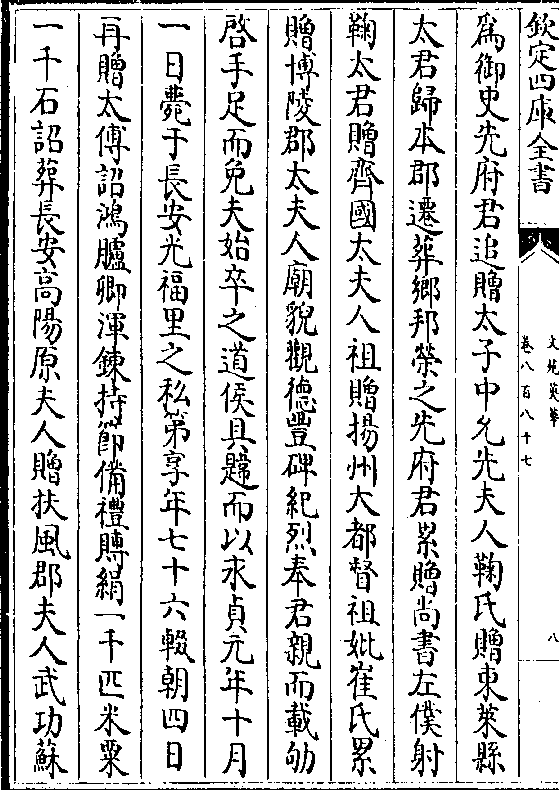 欽定四庫全書
文苑英華
卷八百八十七
八
為御史先府君追贈太子中允先夫人鞠氏贈東萊縣
太君歸本郡遷葬鄉邦榮之先府君累贈尚書左僕射
鞠太君贈齊國太夫人祖贈揚州大都督祖妣崔氏累
贈博陵郡太夫人廟貌觀德豐碑紀烈奉君親而載劬
啓手足而免夫始卒之道侯具蹕而以永貞元年十月
一日薨于長安光福里之私第享年七十六輟朝四日
再贈太傅詔鴻臚卿渾鍊持節備禮賻絹一千匹米粟
一千石詔葬長安高陽原夫人贈扶風郡夫人武功蘇